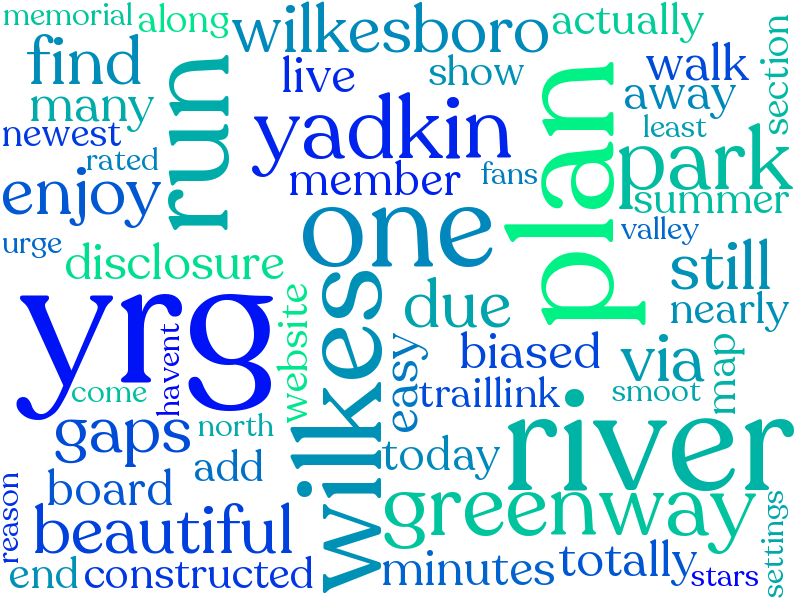 memorial
along
wilkesboro
actually
section
find
run
live
show
plan
walk
many
yadkin
away
newest
least
rated
member
fans
park
enjoy
one
summer
urge
valley
disclosure
still
yrg
wilkes
due
nearly
website
havent
easy
biased
via
map
come
traillink
smoot
gaps
north
river
today
add
board
greenway
reason
settings
beautiful
minutes
totally
end
constructed
stars